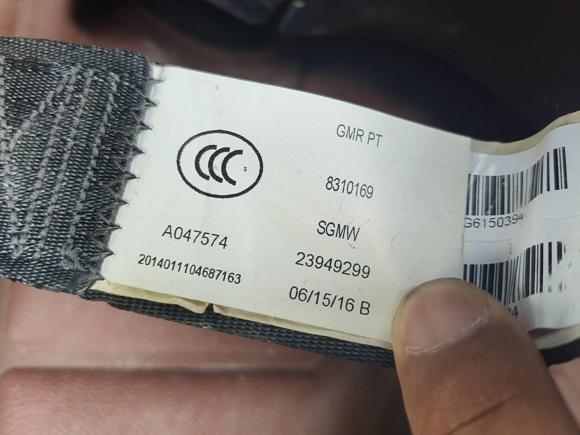 GMR PT
CCC S
8310169
A047574
SGMW
2014011104687163
23949299
06/15/16 B
G6150394